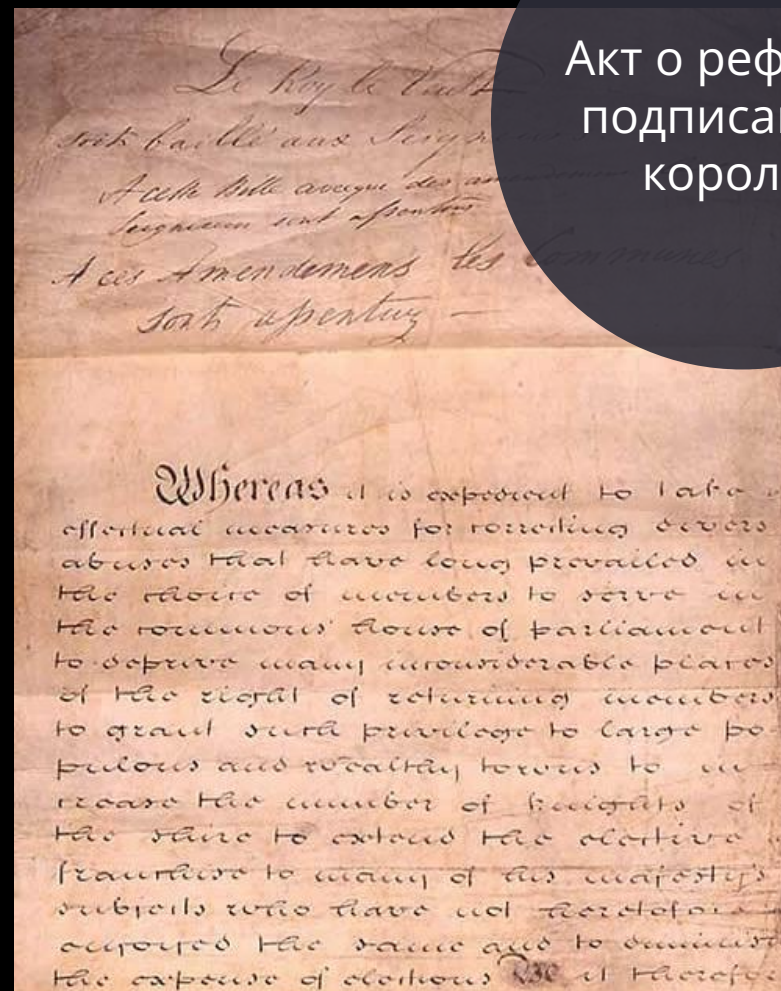 Акт о реф
подписа
корол
Le Roy le Veult
soit baillé aux Seigneurs
A ceste Bille avecque des amendemens
Seigneurs sont assentus
A ces Amendemens les Communes
sont assentuz —
Whereas it is expedient to take
effectual measures for correcting divers
abuses that have long prevailed in
the choice of members to serve in
the commons house of parliament
to deprive many inconsiderable places
of the right of returning members
to grant such privilege to large po
pulous and wealthy towns to in
crease the number of knights of
the shire to extend the elective
franchise to many of his majesty's
subjects who have not heretofore
enjoyed the same and to diminish
the expense of elections Be it therefo